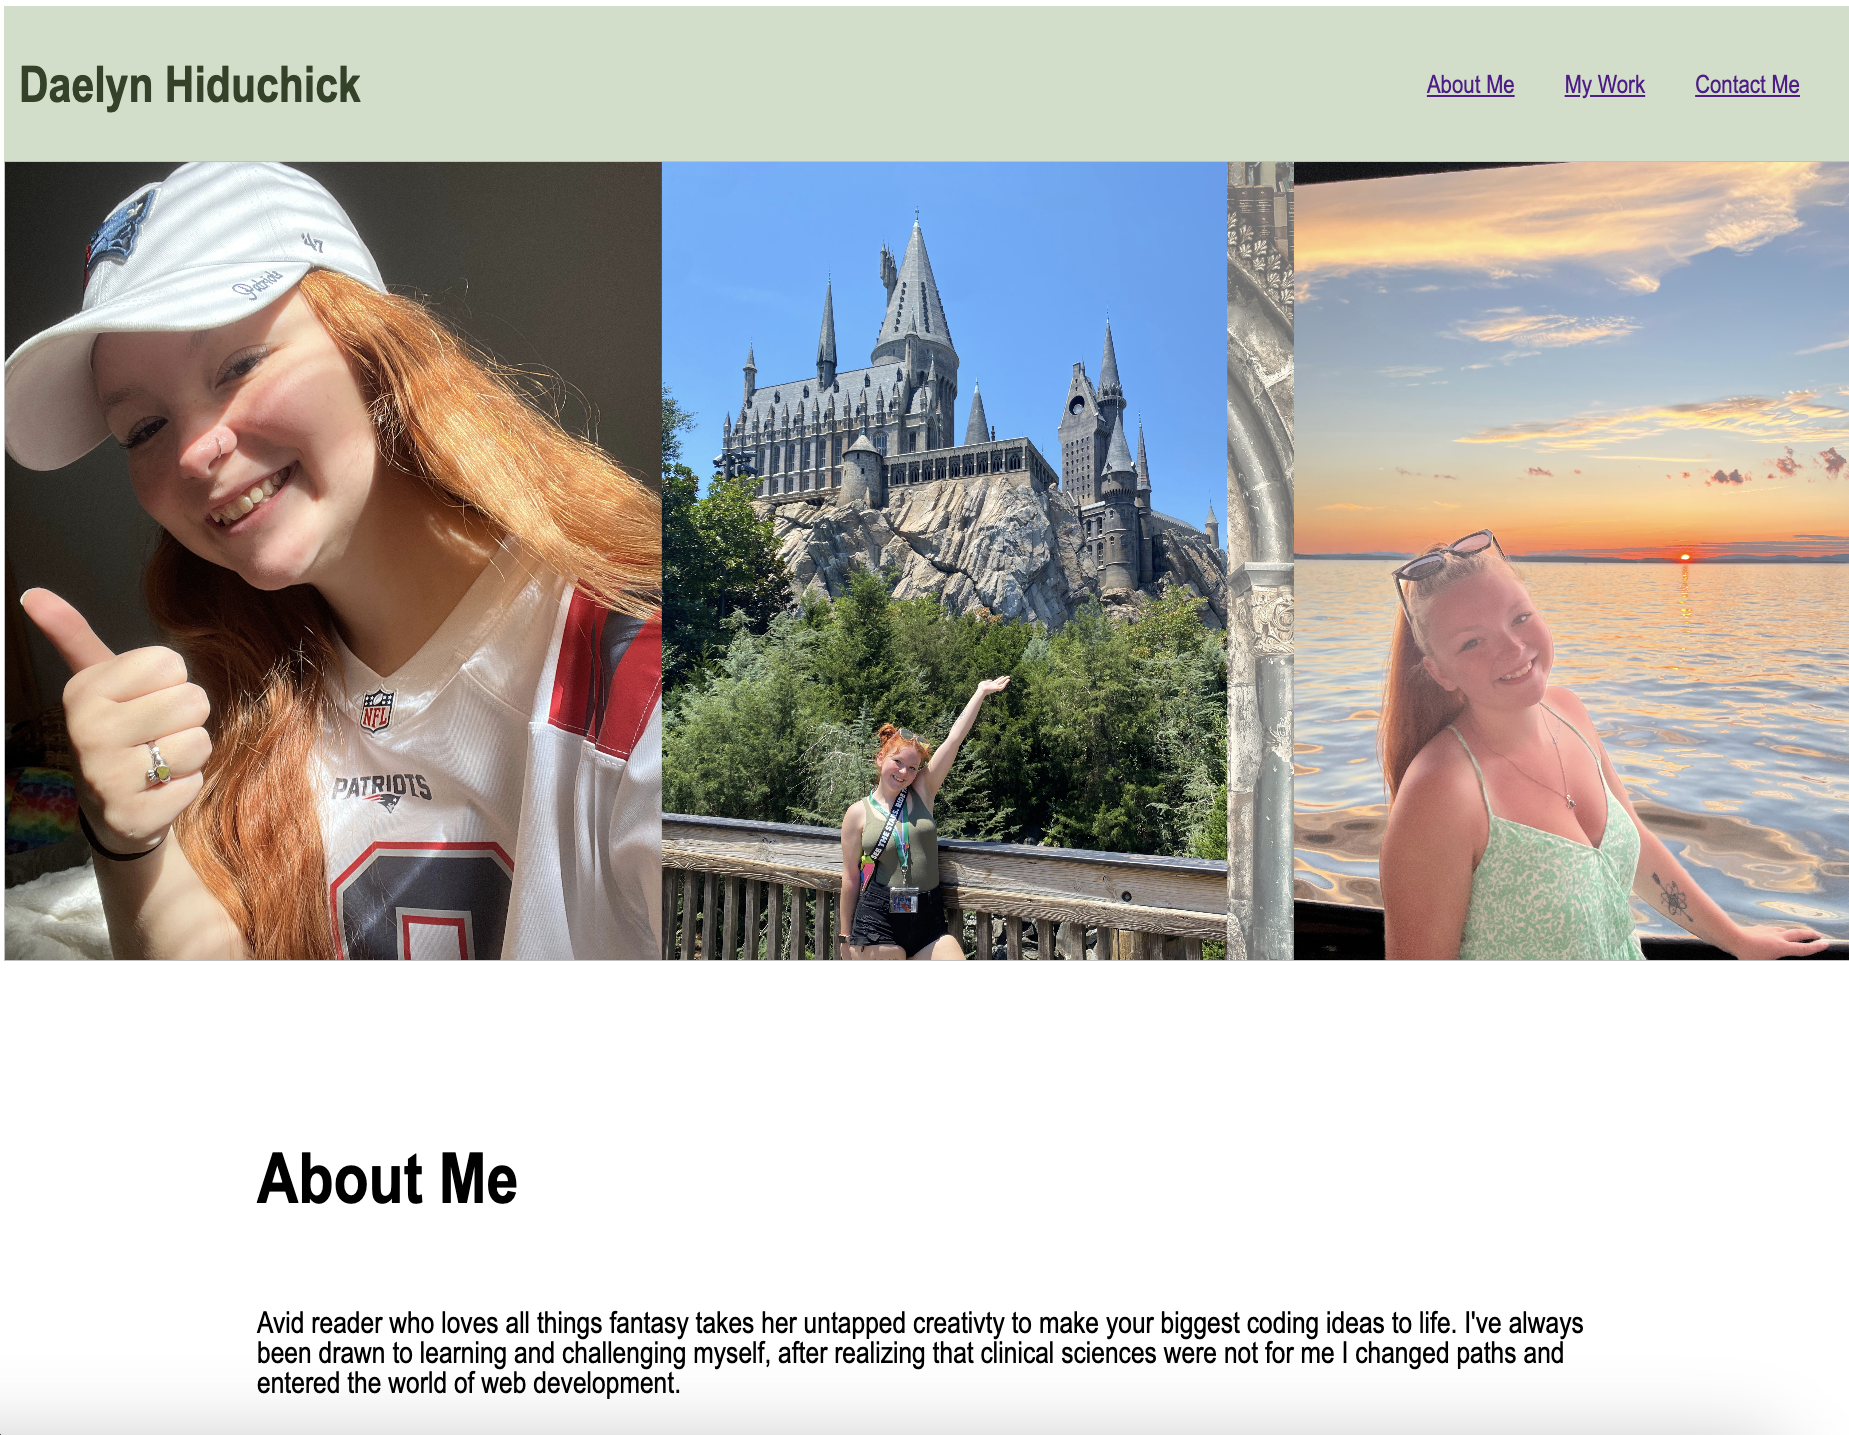 Daelyn Hiduchick
About Me
My Work
Contact Me
'47
Patriots
NFL
PATRIOTS
About Me
Avid reader who loves all things fantasy takes her untapped creativty to make your biggest coding ideas to life. I've always
been drawn to learning and challenging myself, after realizing that clinical sciences were not for me I changed paths and
entered the world of web development.